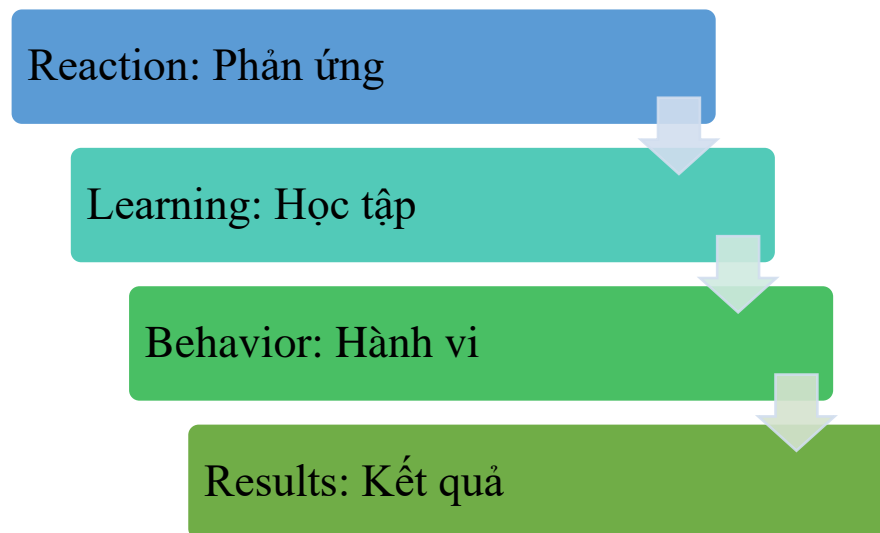 Reaction: Phản ứng
Learning: Học tập
Behavior: Hành vi
Results: Kết quả